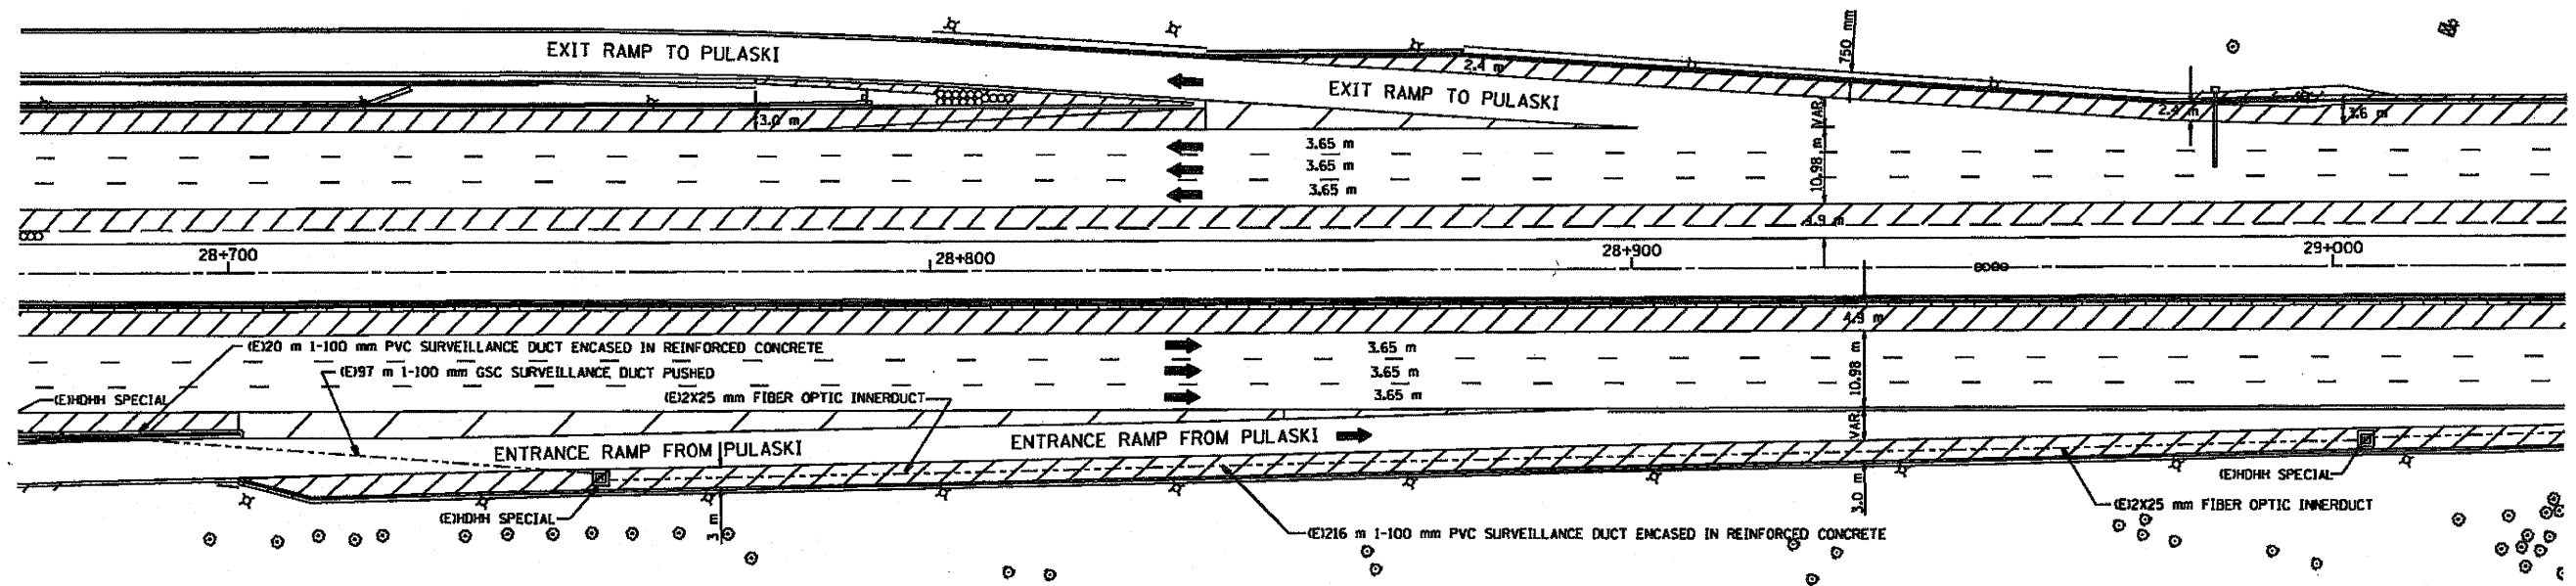 EXIT RAMP TO PULASKI
750 mm
2.4 m
EXIT RAMP TO PULASKI
3.0 m
VAR.
2.4 m
3.6 m
3.65 m
3.65 m
3.65 m
10.98 m
3.9 m
28+700
28+800
28+900
29+000
4.9 m
(E)20 m 1-100 mm PVC SURVEILLANCE DUCT ENCASED IN REINFORCED CONCRETE
3.65 m
(E)97 m 1-100 mm GSC SURVEILLANCE DUCT PUSHED
3.65 m
10.98 m
(E)HDHH SPECIAL
(E)2X25 mm FIBER OPTIC INNERDUCT
3.65 m
VAR.
ENTRANCE RAMP FROM PULASKI
ENTRANCE RAMP FROM PULASKI
(E)HDHH SPECIAL
3.0 m
(E)2X25 mm FIBER OPTIC INNERDUCT
(E)HDHH SPECIAL
3 m
(E)216 m 1-100 mm PVC SURVEILLANCE DUCT ENCASED IN REINFORCED CONCRETE